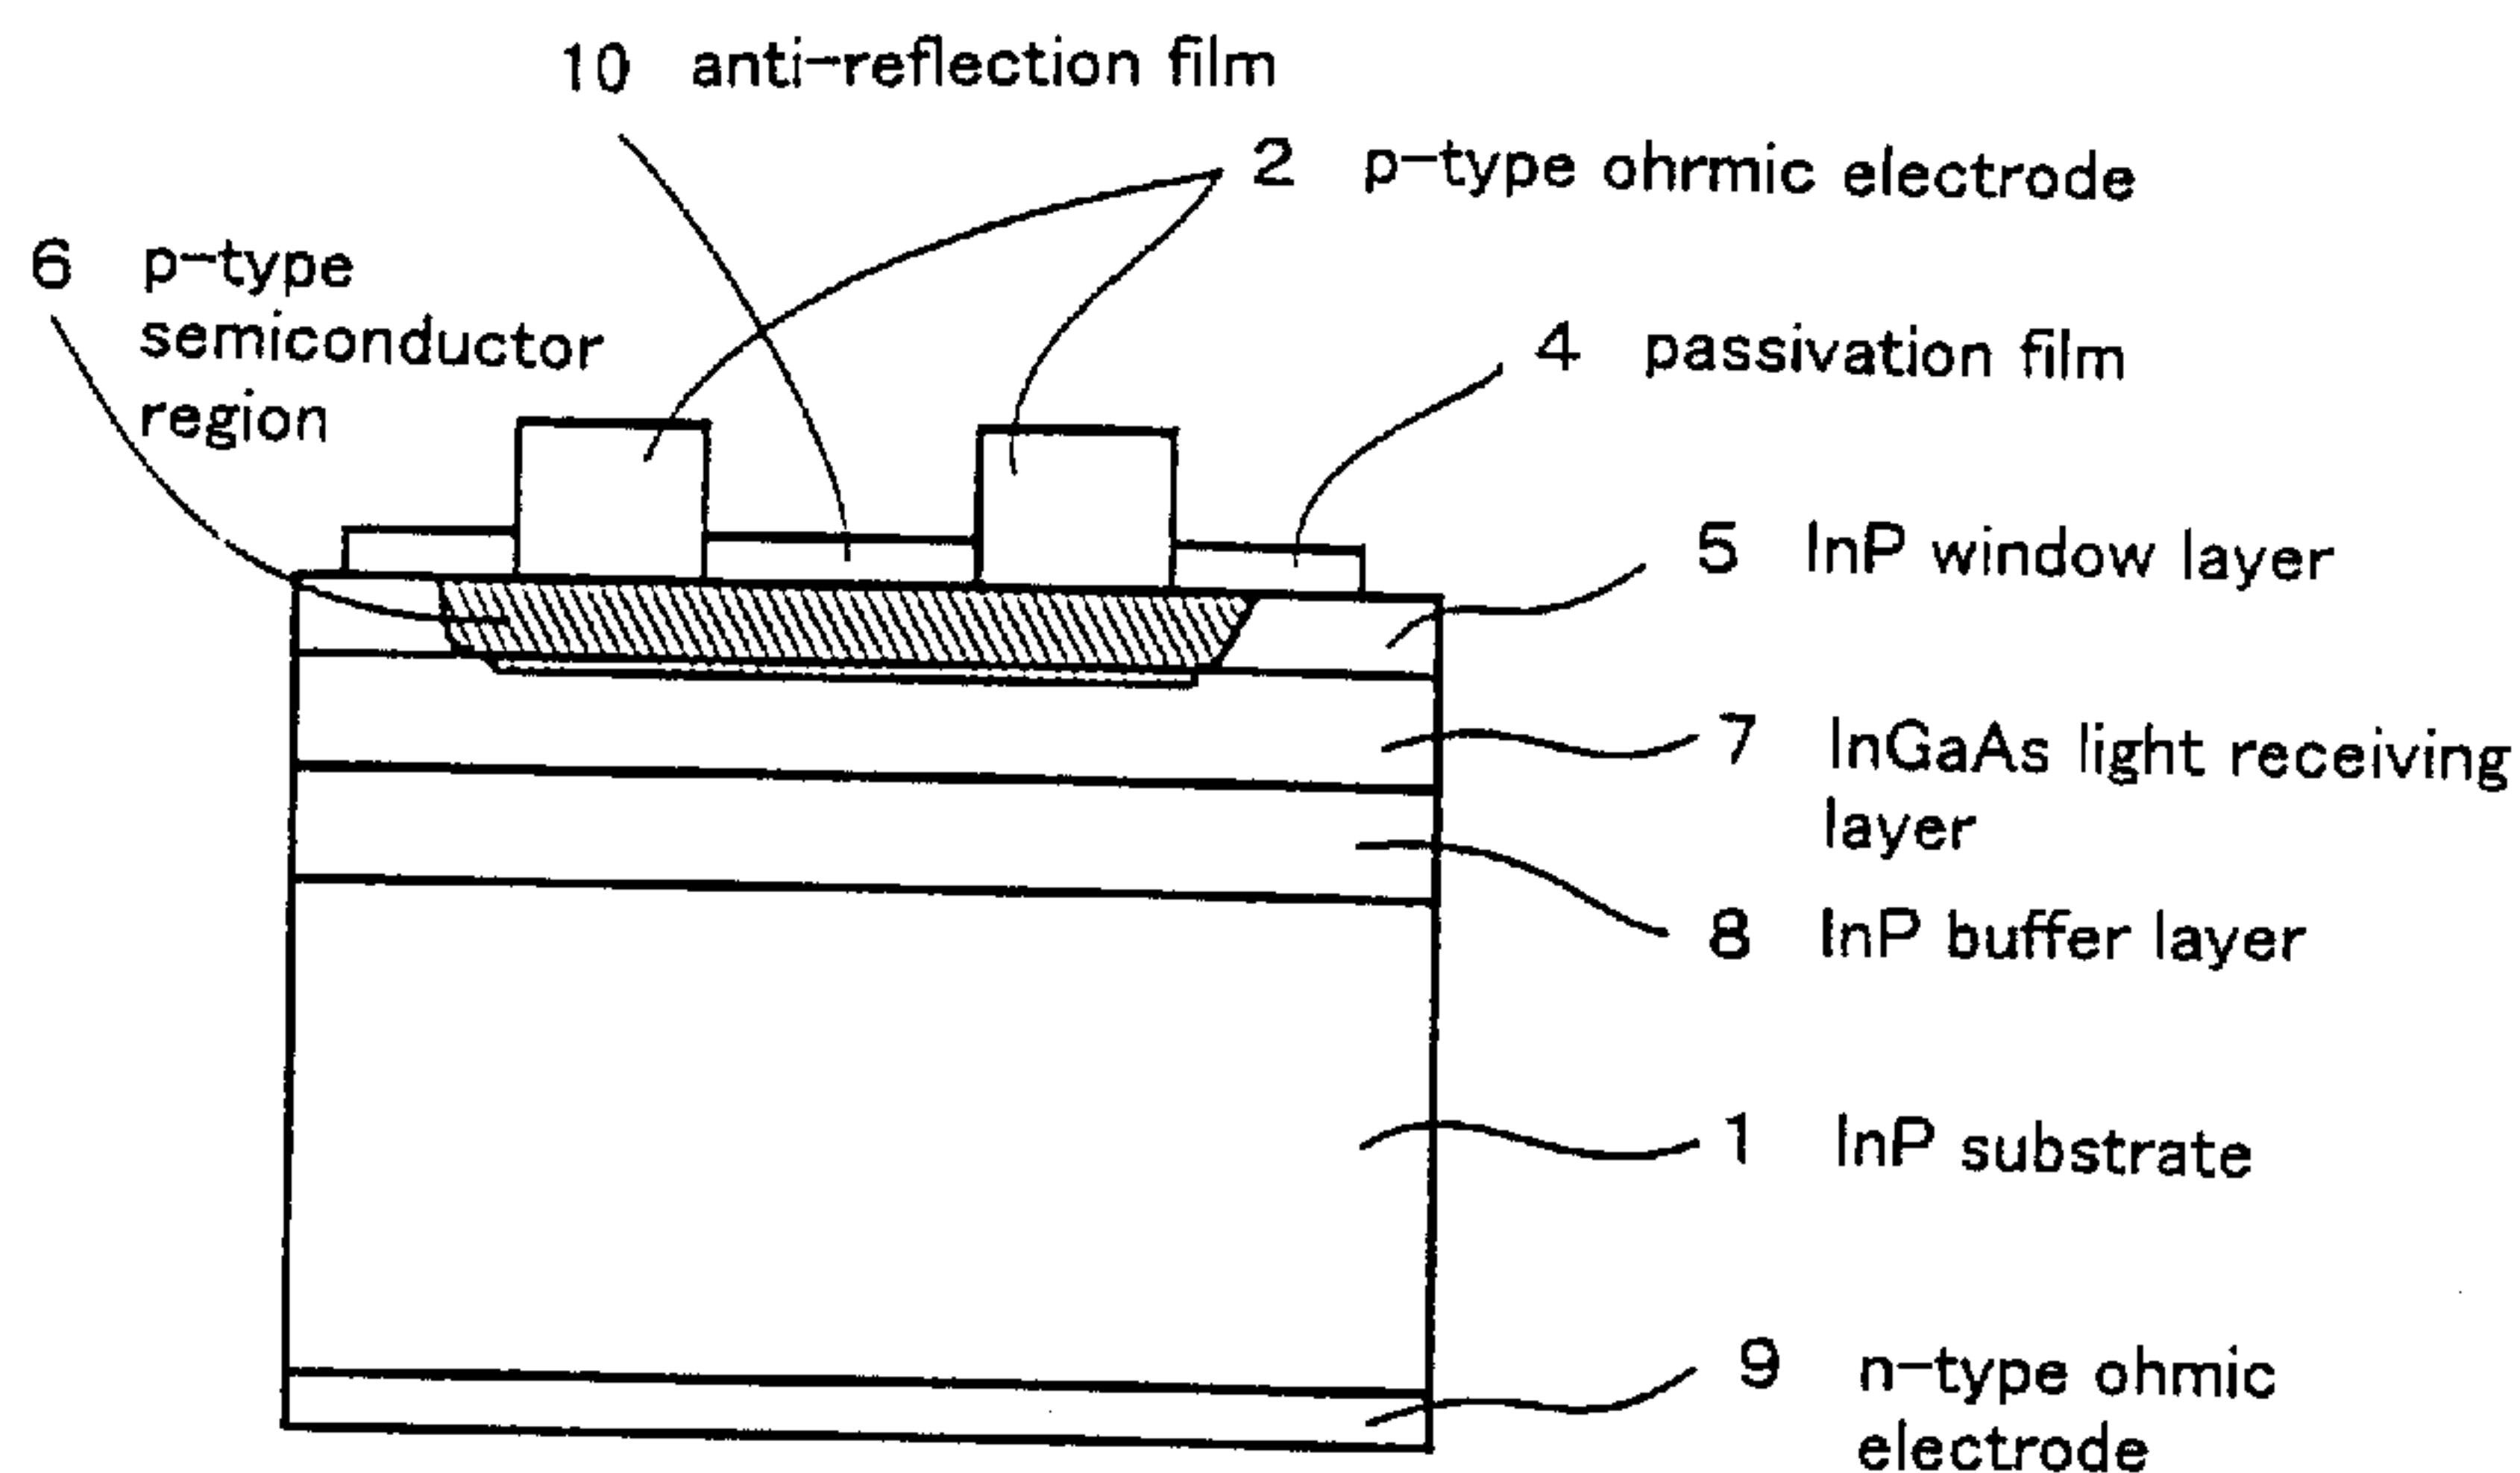 10 anti-reflection film
2 p-type ohrmic electrode
6 p-type
semiconductor
region
4 passivation film
5 InP window layer
7 InGaAs light receiving
layer
8 InP buffer layer
1 InP substrate
9 n-type ohmic
electrode